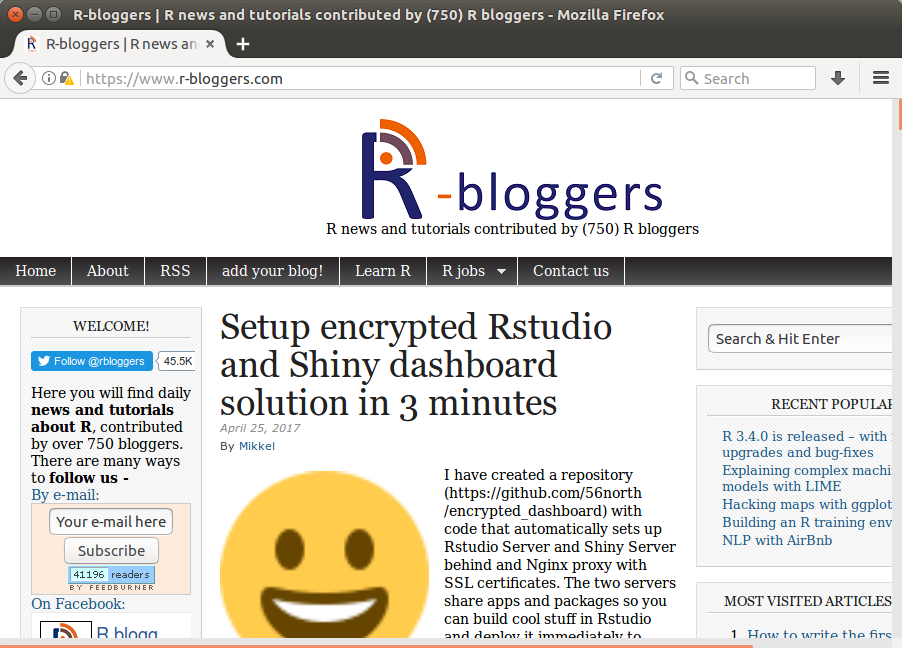 R-bloggers | R news and tutorials contributed by (750) R bloggers - Mozilla Firefox
R-bloggers | R news an
https://www.r-bloggers.com
Search
R-bloggers
R news and tutorials contributed by (750) R bloggers
Home
About
RSS
add your blog!
Learn R
R jobs
Contact us
WELCOME!
Follow @rbloggers
45.5K
Here you will find daily
news and tutorials
about R, contributed
by over 750 bloggers.
There are many ways
to follow us -
By e-mail:
Your e-mail here
Subscribe
41196 readers
BY FEEDBURNER
On Facebook:
R blogg
Setup encrypted Rstudio
and Shiny dashboard
solution in 3 minutes
April 25, 2017
By Mikkel
I have created a repository
(https://github.com/56north
/encrypted_dashboard) with
code that automatically sets up
Rstudio Server and Shiny Server
behind and Nginx proxy with
SSL certificates. The two servers
share apps and packages so you
can build cool stuff in Rstudio
and deploy it immediately to
Search & Hit Enter
RECENT POPULAR
R 3.4.0 is released – with
upgrades and bug-fixes
Explaining complex machi
models with LIME
Hacking maps with ggplot
Building an R training env
NLP with AirBnb
MOST VISITED ARTICLES
1. How to write the firs